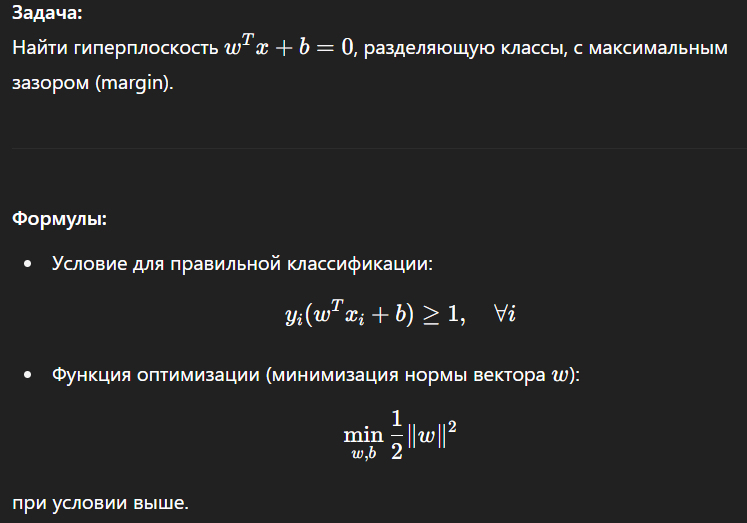 Задача:
Найти гиперплоскость $w^T x + b = 0$, разделяющую классы, с максимальным
зазором (margin).
Формулы:
• Условие для правильной классификации:
$y_i(w^T x_i + b) \geq 1, \quad \forall i$
• Функция оптимизации (минимизация нормы вектора $w$):
$\min_{w,b} \frac{1}{2} \|w\|^2$
при условии выше.